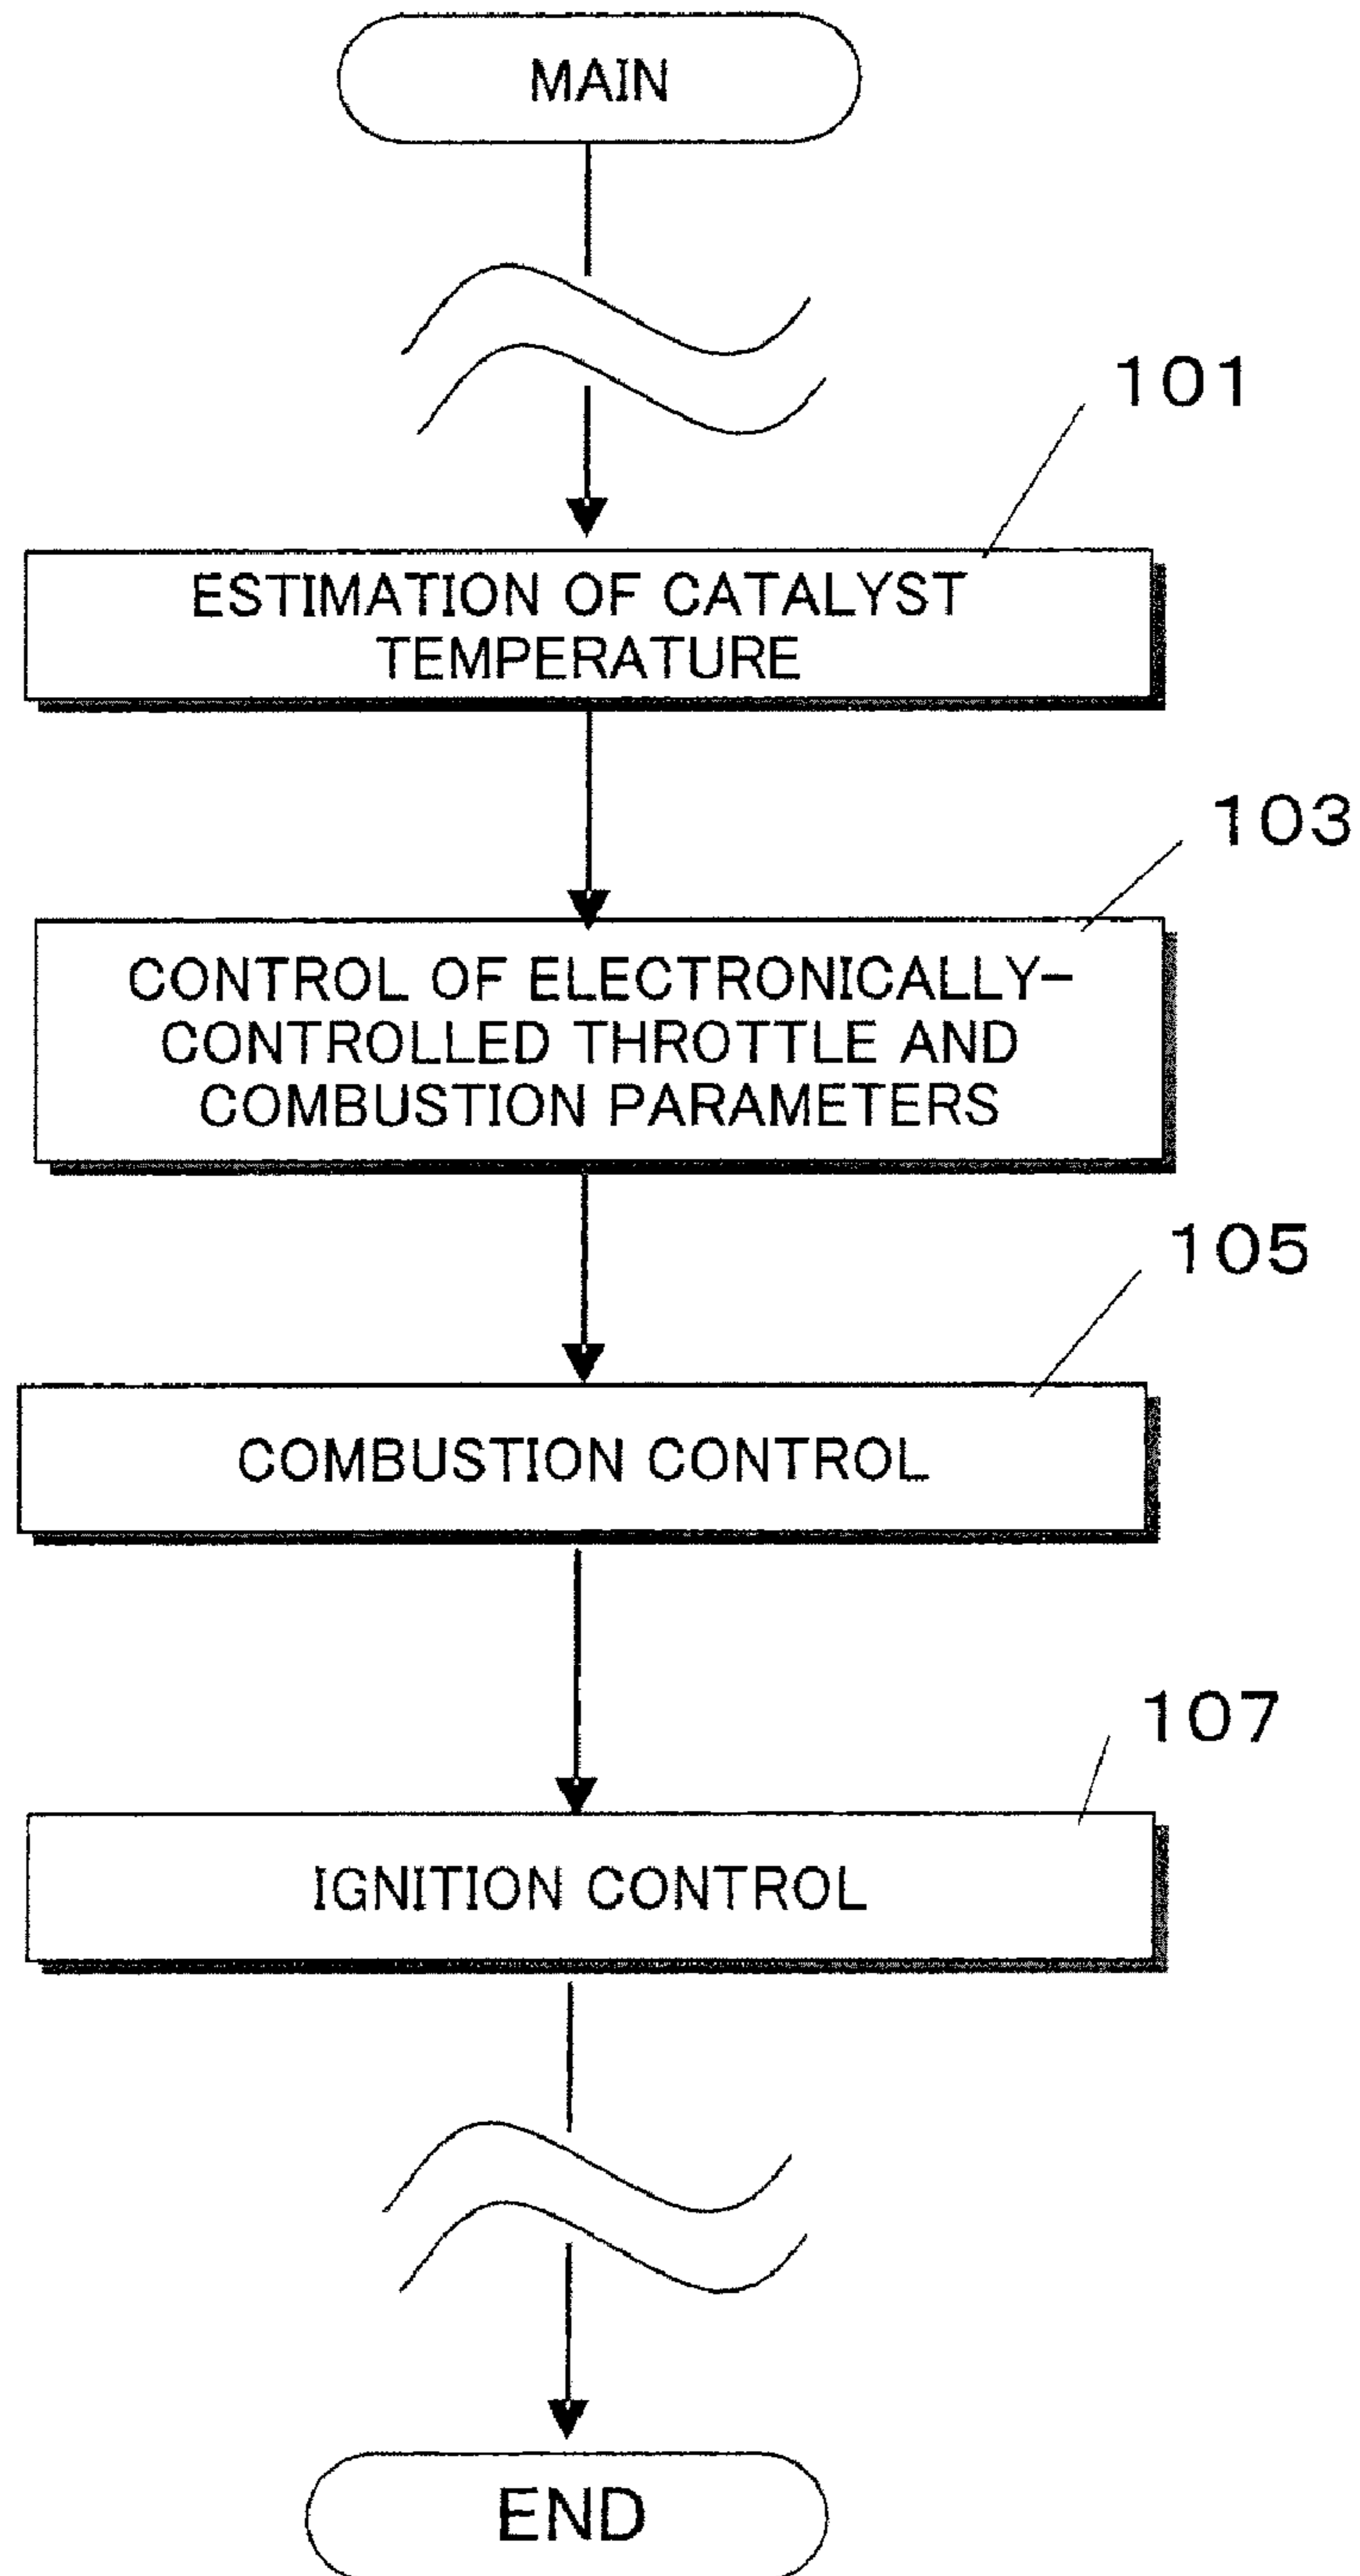 MAIN
101
ESTIMATION OF CATALYST
TEMPERATURE
103
CONTROL OF ELECTRONICALLY-
CONTROLLED THROTTLE AND
COMBUSTION PARAMETERS
105
COMBUSTION CONTROL
107
IGNITION CONTROL
END